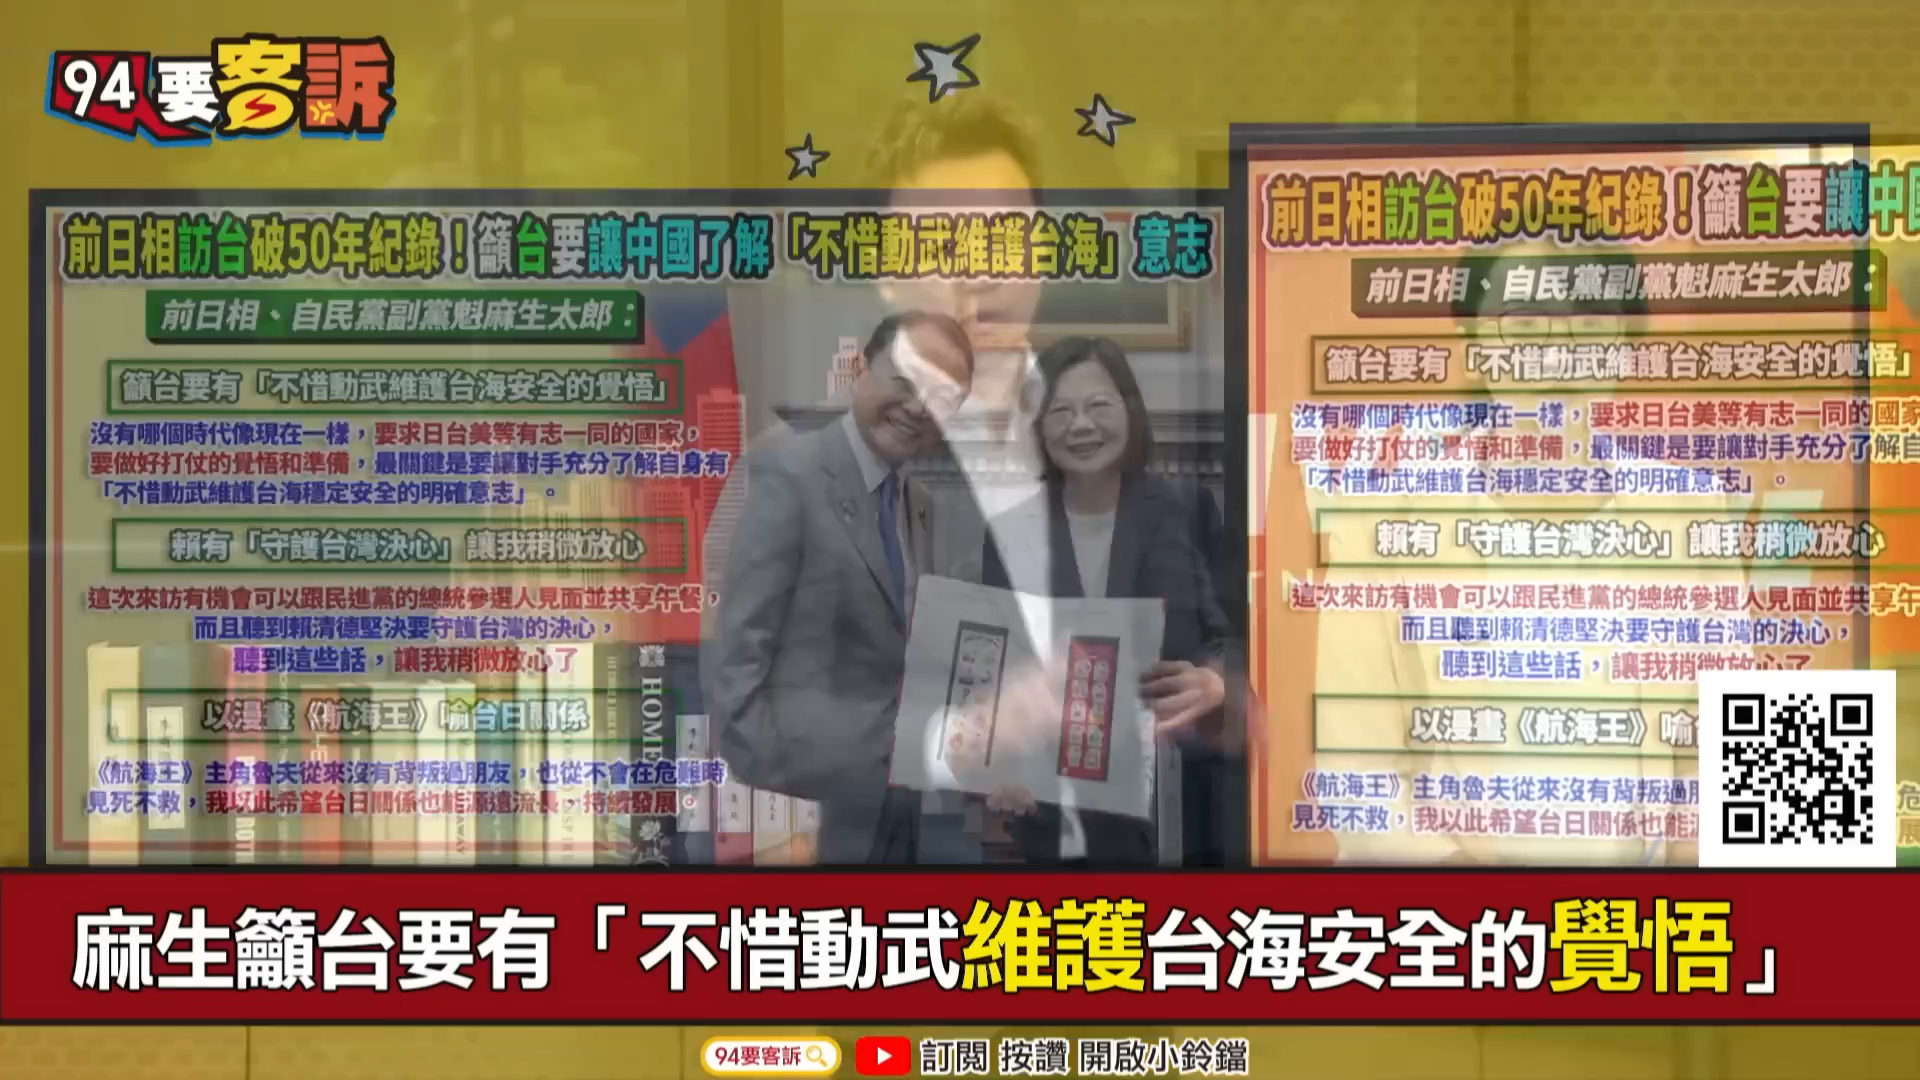 94要客訴
前日相訪台破50年紀錄！籲台要讓中國了解「不惜動武維護台海」意志
前日相、自民黨副黨魁麻生太郎：
籲台要有「不惜動武維護台海安全的覺悟」
沒有哪個時代像現在一樣，要求日台美等有志一同的國家，
要做好打仗的覺悟和準備，最關鍵是要讓對手充分了解自身有
「不惜動武維護台海穩定安全的明確意志」。
賴有「守護台灣決心」讓我稍微放心
這次來訪有機會可以跟民進黨的總統參選人見面並共享午餐，
而且聽到賴清德堅決要守護台灣的決心，
聽到這些話，讓我稍微放心了
以漫畫《航海王》喻台日關係
《航海王》主角魯夫從來沒有背叛過朋友，也從不會在危難時
見死不救，我以此希望台日關係也能源遠流長，持續發展。
HOME
前日相訪台破50年紀錄！籲台要讓中
前日相、自民黨副黨魁麻生太郎：
籲台要有「不惜動武維護台海安全的覺悟」
沒有哪個時代像現在一樣，要求日台美等有志一同的國家
要做好打仗的覺悟和準備，最關鍵是要讓對手充分了解自
「不惜動武維護台海穩定安全的明確意志」。
賴有「守護台灣決心」讓我稍微放心
這次來訪有機會可以跟民進黨的總統參選人見面並共享午
而且聽到賴清德堅決要守護台灣的決心，
聽到這些話，讓我稍微放心了
以漫畫《航海王》喻
《航海王》主角魯夫從來沒有背叛過
見死不救，我以此希望台日關係也能
麻生籲台要有「不惜動武維護台海安全的覺悟」
94要客訴
訂閱 按讚 開啟小鈴鐺